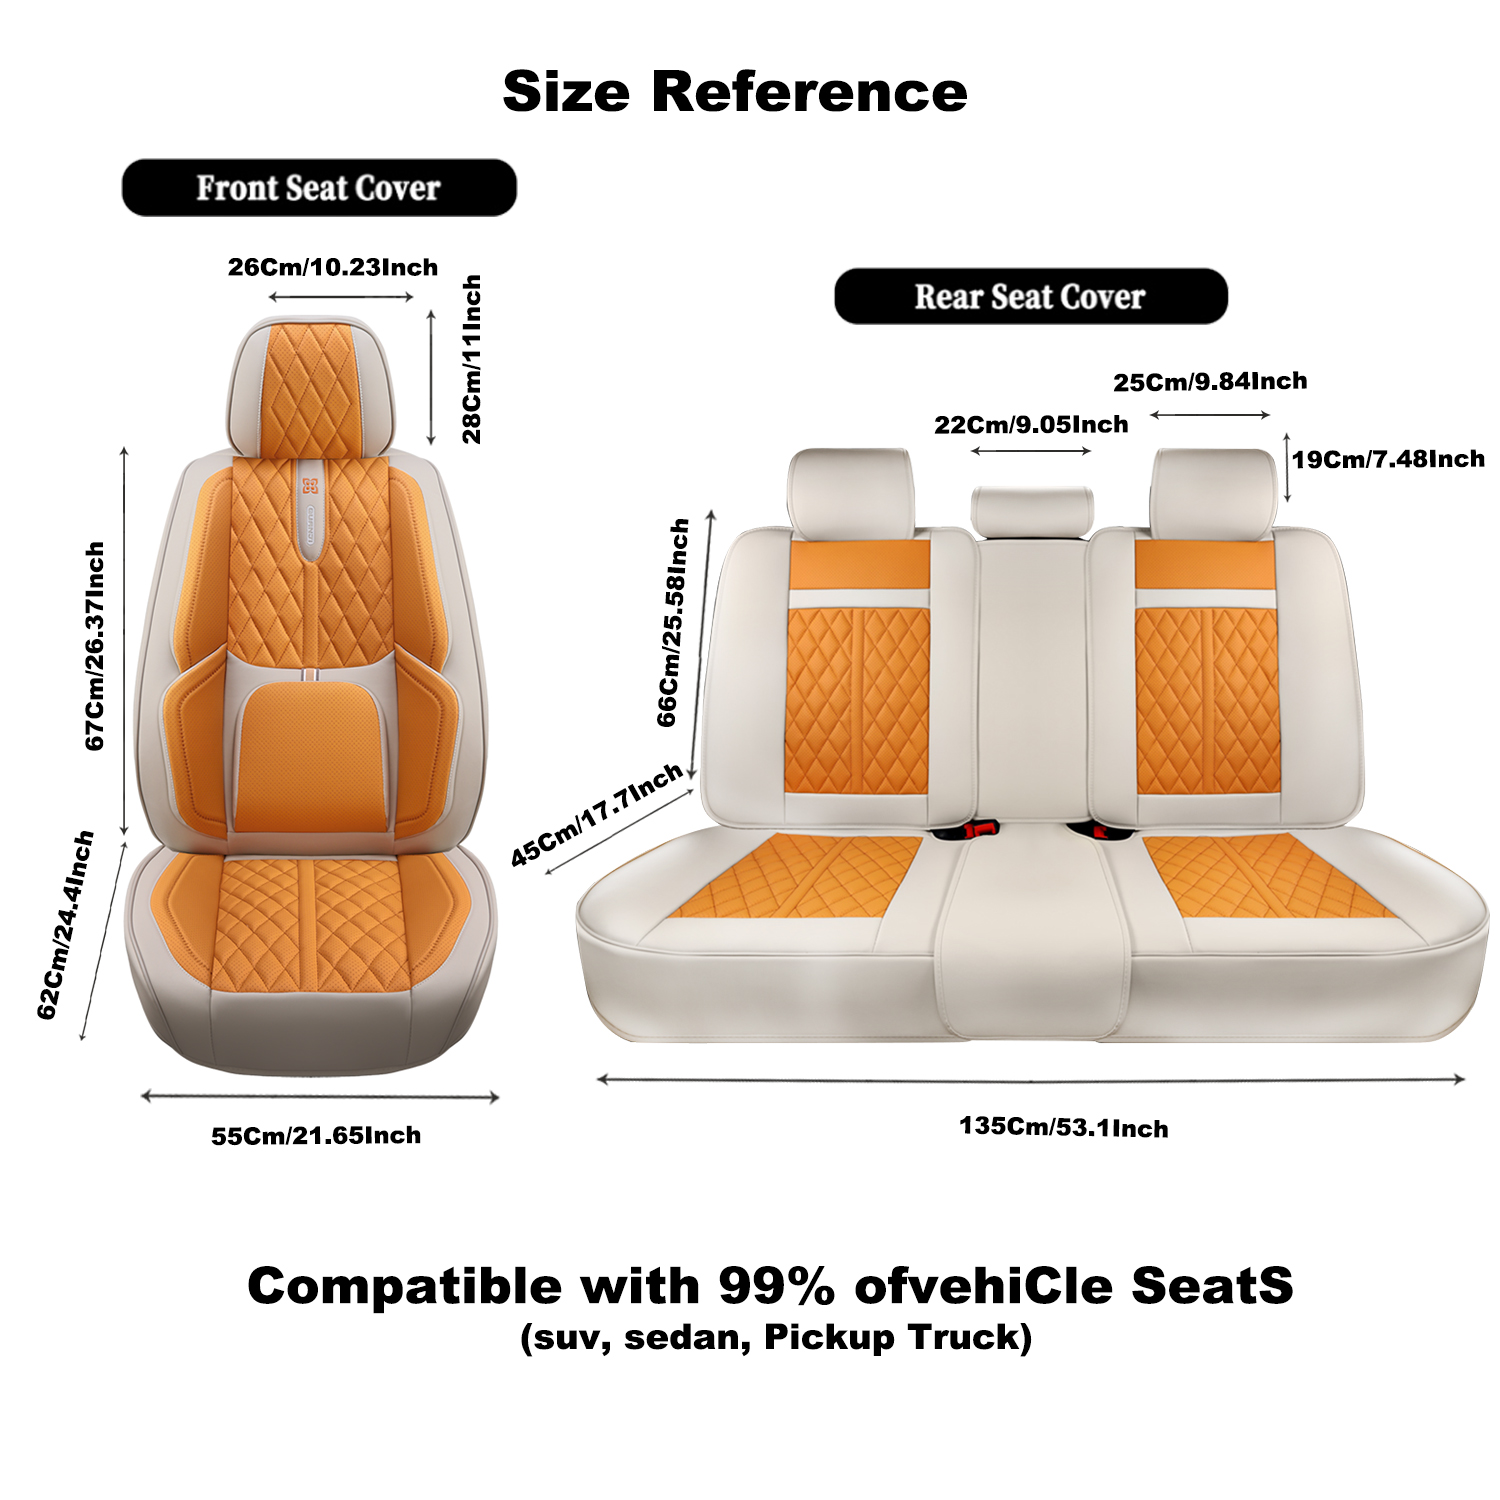 Size Reference
Front Seat Cover
26Cm/10.23Inch
28Cm/11Inch
67Cm/26.37Inch
62Cm/24.4Inch
55Cm/21.65Inch
Rear Seat Cover
25Cm/9.84Inch
22Cm/9.05Inch
19Cm/7.48Inch
66Cm/25.58Inch
45Cm/17.7Inch
135Cm/53.1Inch
Compatible with 99% ofvehiCle SeatS
(suv, sedan, Pickup Truck)